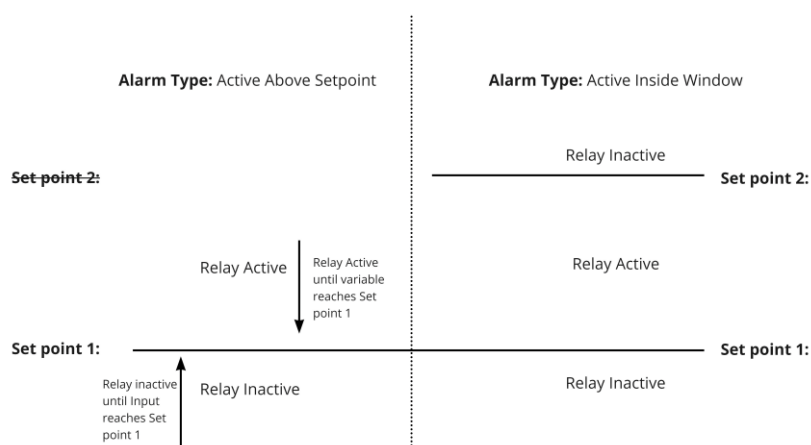 Alarm Type: Active Above Setpoint
Set point 2:
Relay Active
Relay Active
until variable
reaches Set
point 1
Set point 1:
Relay inactive
until Input
reaches Set
point 1
Relay Inactive
Alarm Type: Active Inside Window
Relay Inactive
Set point 2:
Relay Active
Set point 1:
Relay Inactive